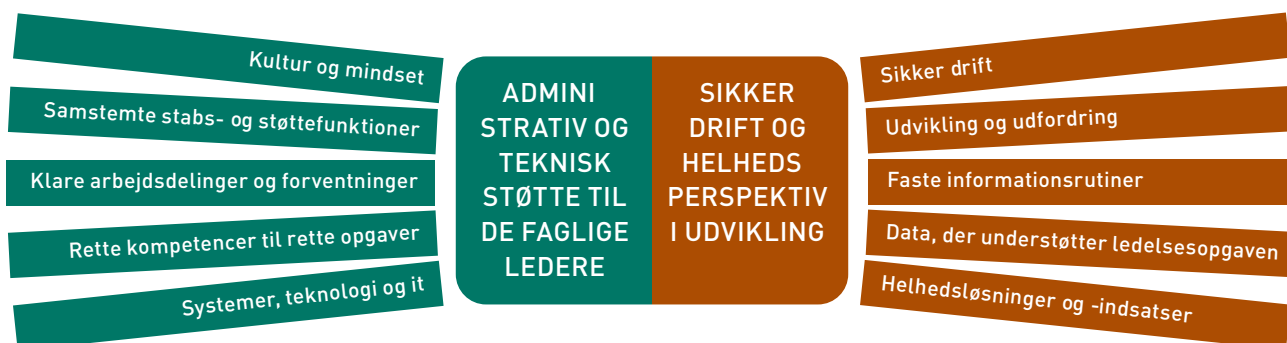 Kultur og mindset
Samstemte stabs- og støttefunktioner
Klare arbejdsdelinger og forventninger
Rette kompetencer til rette opgaver
Systemer, teknologi og it
ADMINI
STRATIV OG
TEKNISK
STØTTE TIL
DE FAGLIGE
LEDERE
SIKKER
DRIFT OG
HELHEDS
PERSPEKTIV
I UDVIKLING
Sikker drift
Udvikling og udfordring
Faste informationsrutiner
Data, der understøtter ledelsesopgaven
Helhedsløsninger og -indsatser